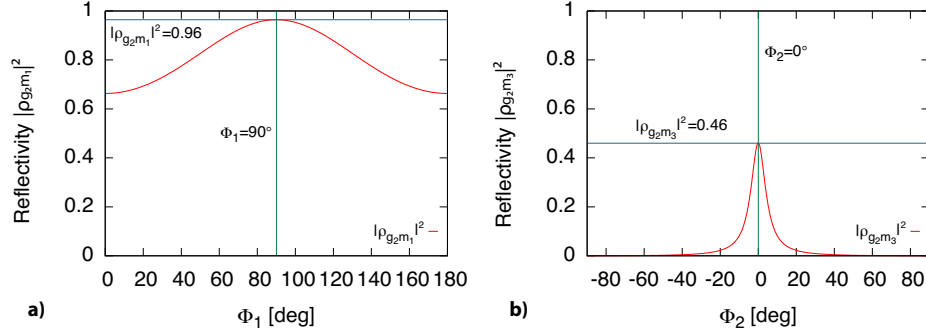 Reflectivity |ρg₂m₁|²
1
0.8
0.6
0.4
0.2
0
|ρg₂m₁|²=0.96
Φ₁=90°
|ρg₂m₁|²
0 20 40 60 80 100 120 140 160 180
a)
Φ₁ [deg]
Reflectivity |ρg₂m₃|²
1
0.8
0.6
0.4
0.2
0
Φ₂=0°
|ρg₂m₃|²=0.46
|ρg₂m₃|²
-80 -60 -40 -20 0 20 40 60 80
b)
Φ₂ [deg]